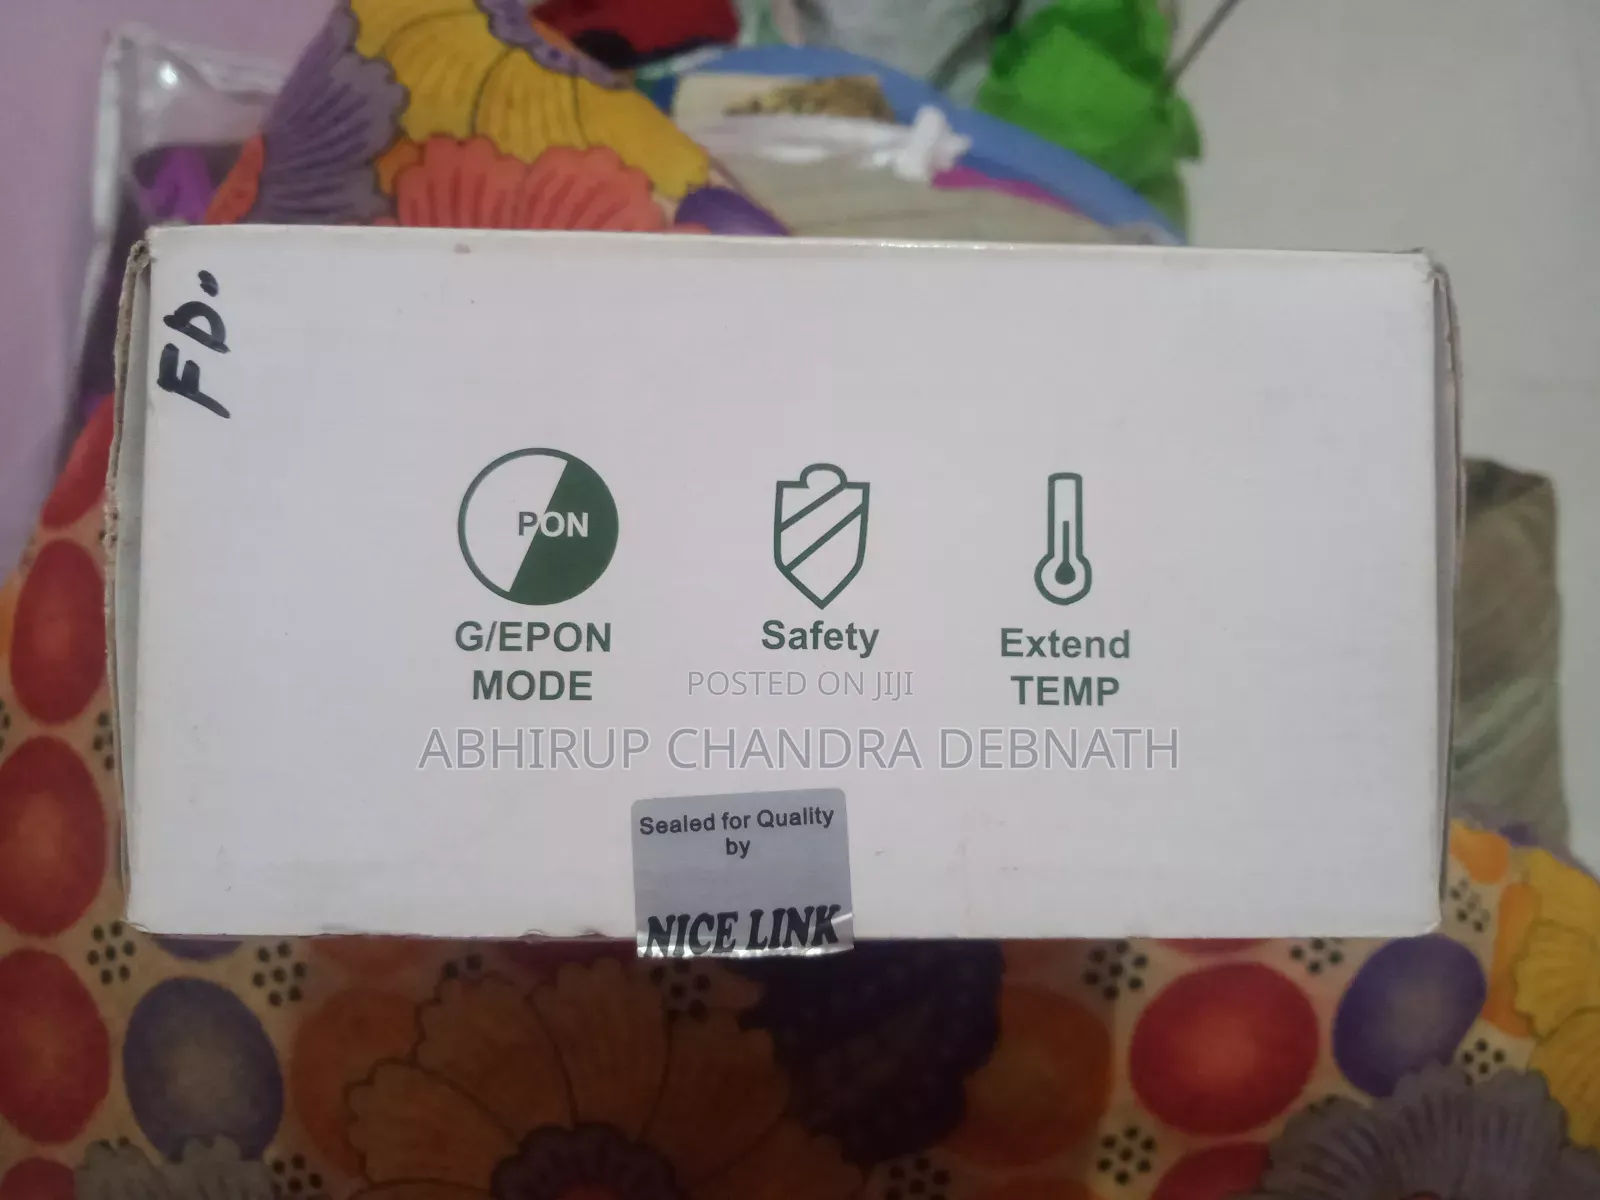 FD.
PON
G/EPON
MODE
Safety
Extend
TEMP
POSTED ON JIJI
ABHIRUP CHANDRA DEBNATH
Sealed for Quality
by
NICE LINK